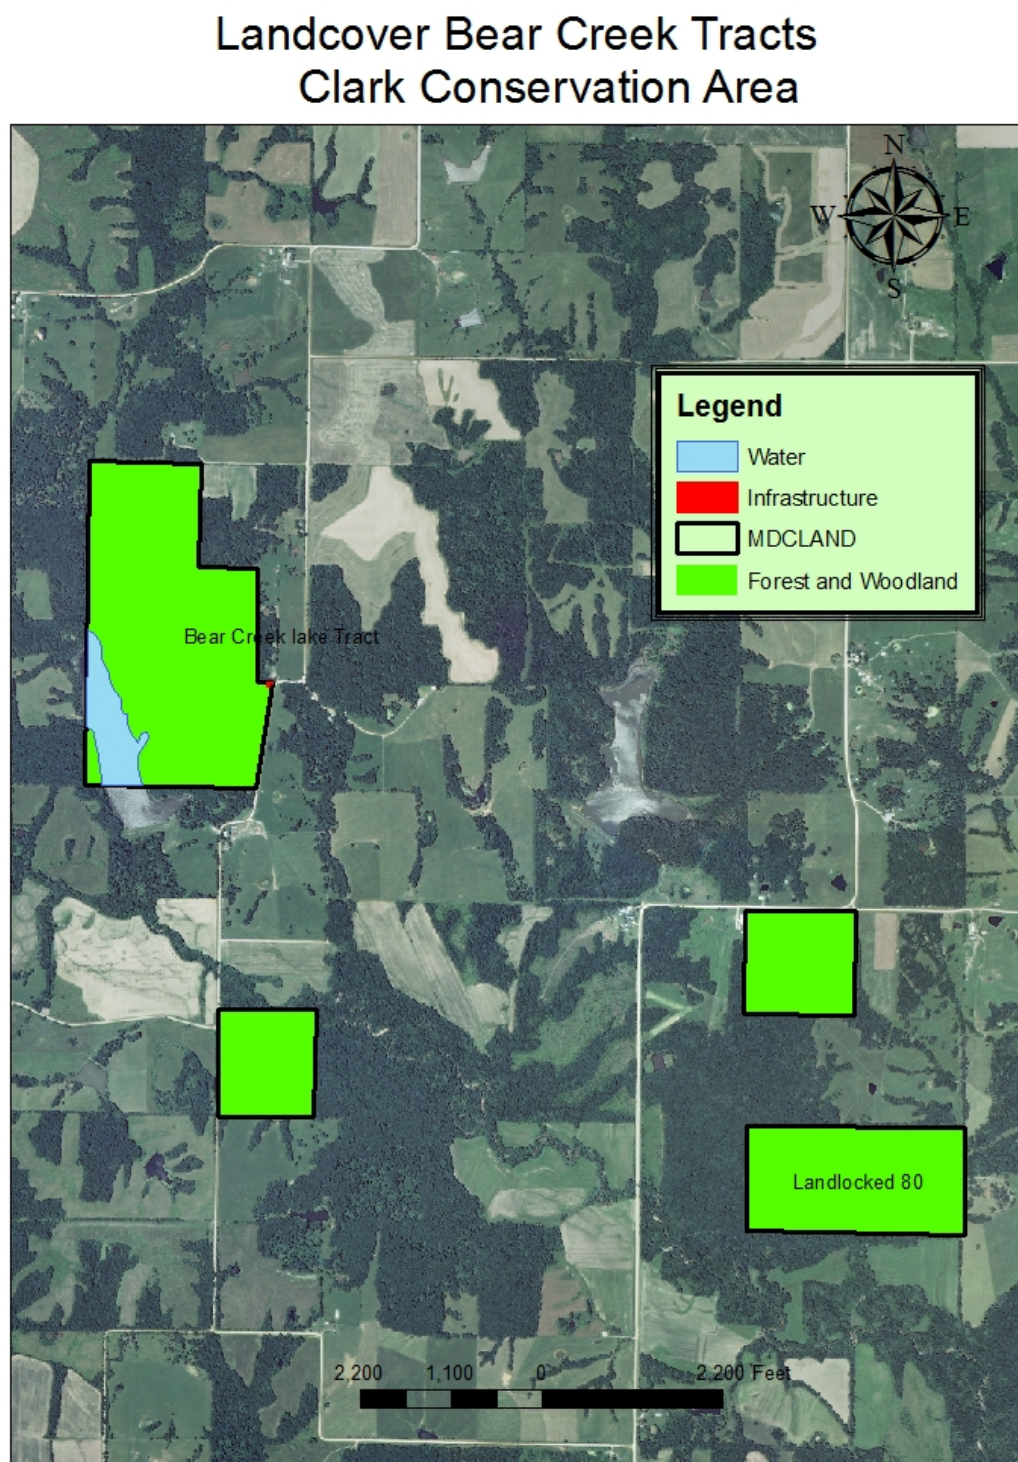 Landcover Bear Creek Tracts
Clark Conservation Area
N
W
E
S
Legend
Water
Infrastructure
MDCLAND
Forest and Woodland
Bear Creek lake Tract
Landlocked 80
2,200 1,100 0 2,200 Feet